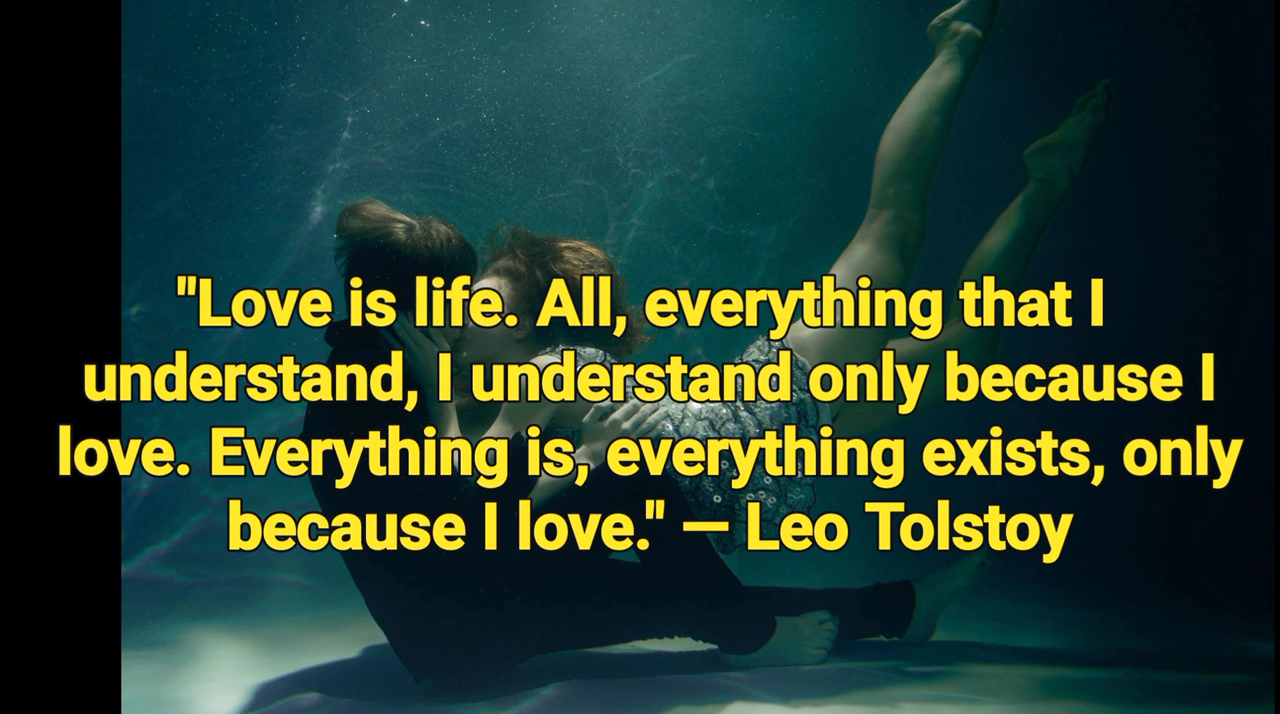 "Love is life. All, everything that I
understand, I understand only because I
love. Everything is, everything exists, only
because I love." — Leo Tolstoy